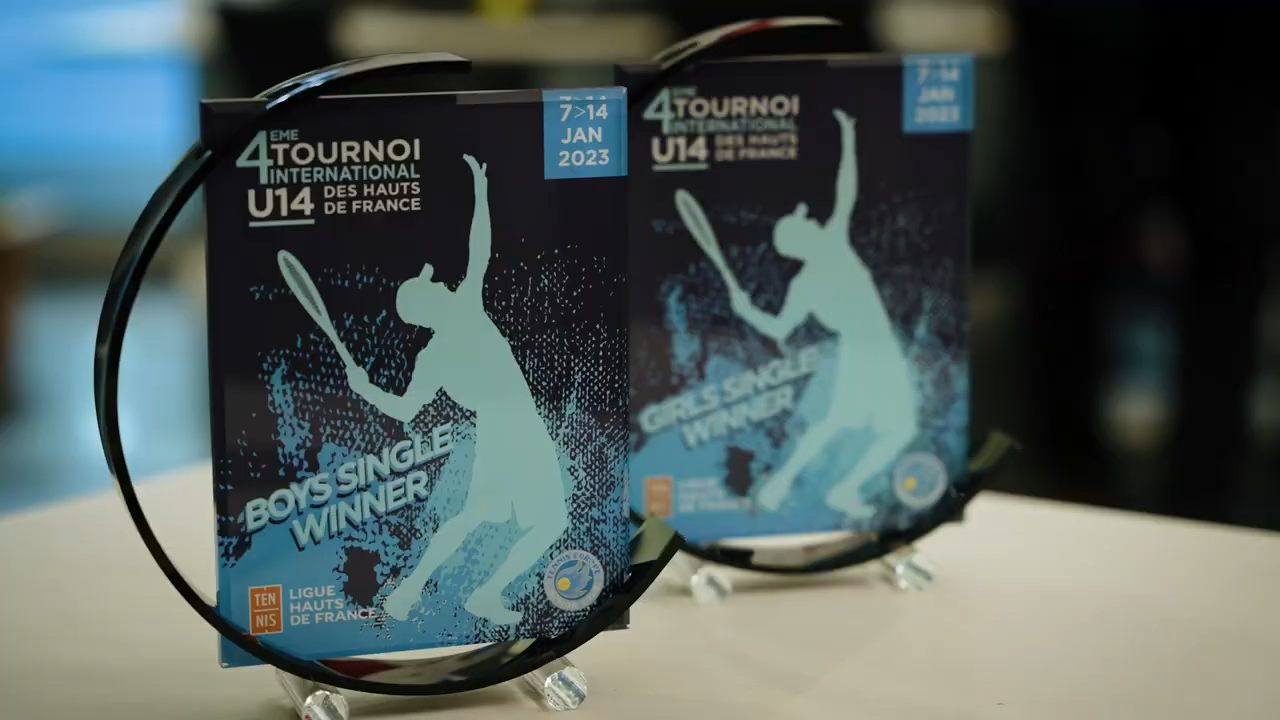 4EME
TOURNOI
INTERNATIONAL
U14 DES HAUTS
DE FRANCE
7>14
JAN
2023
BOYS SINGLE
WINNER
TEN
NIS
LIGUE
HAUTS
DE FRANCE
4EME
TOURNOI
INTERNATIONAL
U14 DES HAUTS
DE FRANCE
7>14
JAN
2023
GIRLS SINGLE
WINNER